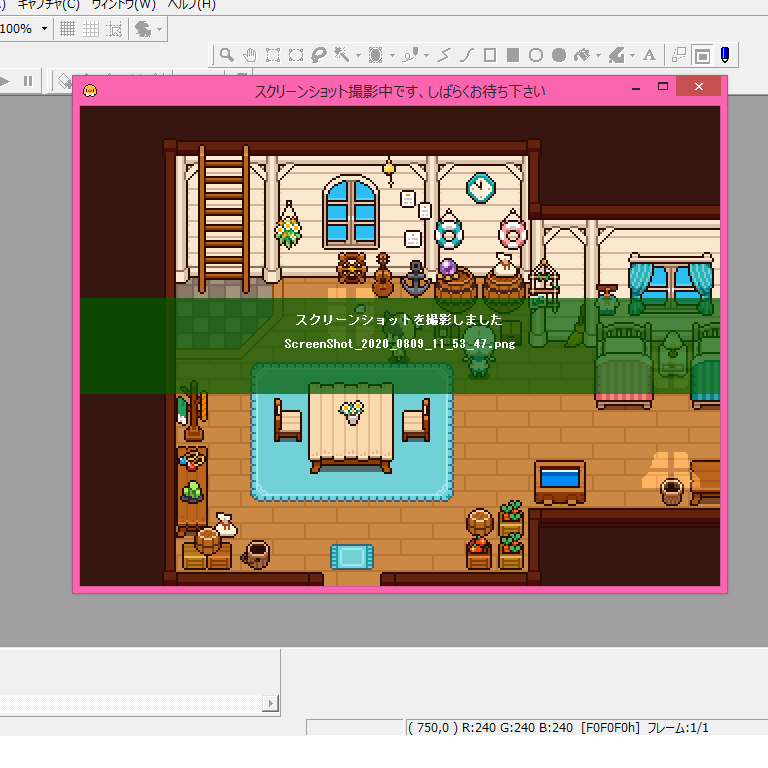 キャプチャ(C) ウィンドウ(W) ヘルプ(H)
100%
A
スクリーンショット撮影中です、しばらくお待ち下さい
スクリーンショットを撮影しました
ScreenShot_2020_0809_11_53_47.png
( 750,0 ) R:240 G:240 B:240 [F0F0F0h] フレーム:1/1